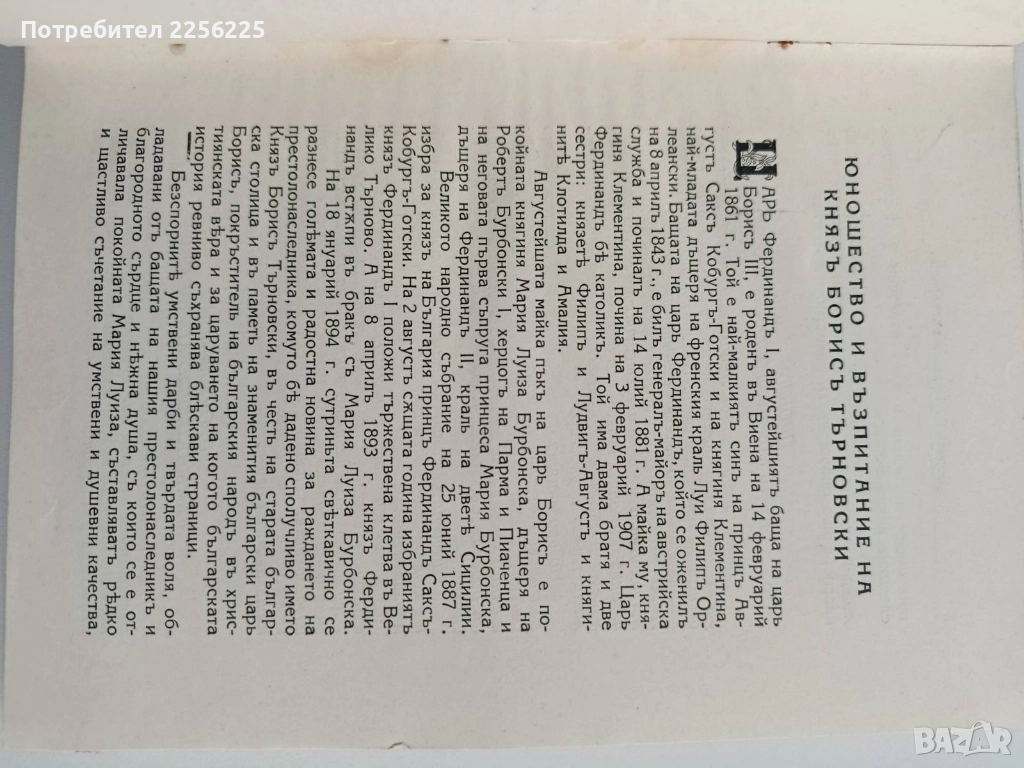 Потребител 2256225
ЮНОШЕСТВО И ВЪЗПИТАНИЕ НА
КНЯЗЪ БОРИСЪ ТЪРНОВСКИ
ЦАРЬ Фердинандъ I, августейшиятъ баща на царь
Борисъ III, е роденъ въ Виена на 14 февруарий
1861 г. Той е най-малкиятъ синъ на принцъ Ав-
густъ Саксъ Кобургъ-Готски и на княгиня Клементина,
най-младата дъщеря на френския краль Луи Филипъ Ор-
леански. Бащата на царь Фердинандъ, който се оженилъ
на 8 априлъ 1843 г., е билъ генералъ-майоръ на австрийска
служба и починалъ на 14 юлий 1881 г. А майка му, кня-
гиня Клементина, почина на 3 февруарий 1907 г. Царь
Фердинандъ бѣ католикъ. Той има двама братя и две
сестри: князетѣ Филипъ и Лудвигъ-Августъ и княги-
нитѣ Клотилда и Амалия.
Августейшата майка пъкъ на царь Борисъ е по-
койната княгиня Мария Луиза Бурбонска, дъщеря на
Робертъ Бурбонски I, херцогъ на Парма и Пиаченца и
на неговата първа съпруга принцеса Мария Бурбонска,
дъщеря на Фердинандъ II, краль на дветѣ Сицилии.
Великото народно събрание на 25 юний 1887 г.
избра за князъ на България принцъ Фердинандъ Саксъ-
Кобургъ-Готски. На 2 августъ сѫщата година избраниятъ
князъ Фердинандъ I положи тържествена клетва въ Ве-
лико Търново. А на 8 априлъ 1893 г. князъ Ферди-
нандъ встѫпи въ бракъ съ Мария Луиза Бурбонска.
На 18 януарий 1894 г. сутриньта свѣткавично се
разнесе голѣмата и радостна новина за раждането на
престолонаследника, комуто бѣ дадено сполучливо името
Князъ Борисъ Търновски, въ честь на старата българ-
ска столица и въ паметь на знаменития български царь
Борисъ, покръстителъ на българския народъ въ хрис-
тиянската вѣра и за царуването на когото българската
история ревниво съхранява блѣскави страници.
Безспорнитѣ умствени дарби и твърдата воля, об-
ладавани отъ бащата на нашия престолонаследникъ и
благородното сърдце и нѣжна душа, съ които се е от-
личавала покойната Мария Луиза, съставляватъ рѣдко
и щастливо съчетание на умствени и душевни качества,
BAZAR